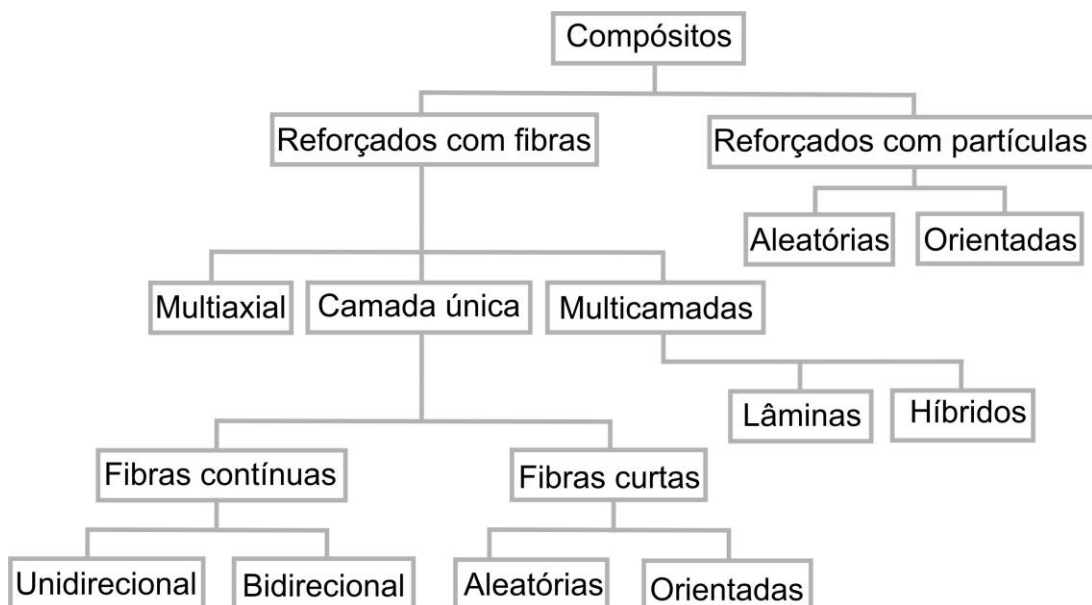 Compósitos
Reforçados com fibras
Reforçados com partículas
Aleatórias
Orientadas
Multiaxial
Camada única
Multicamadas
Lâminas
Híbridos
Fibras contínuas
Fibras curtas
Unidirecional
Bidirecional
Aleatórias
Orientadas